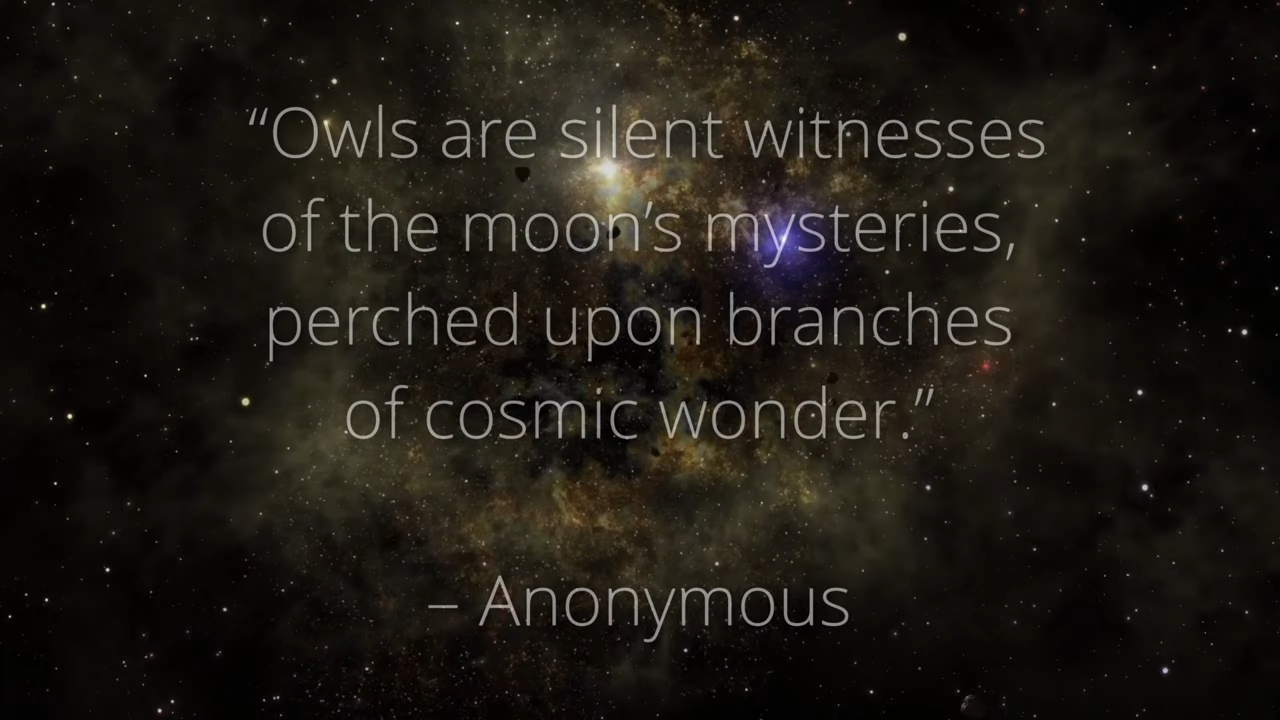 “Owls are silent witnesses
of the moon’s mysteries,
perched upon branches
of cosmic wonder.”
– Anonymous